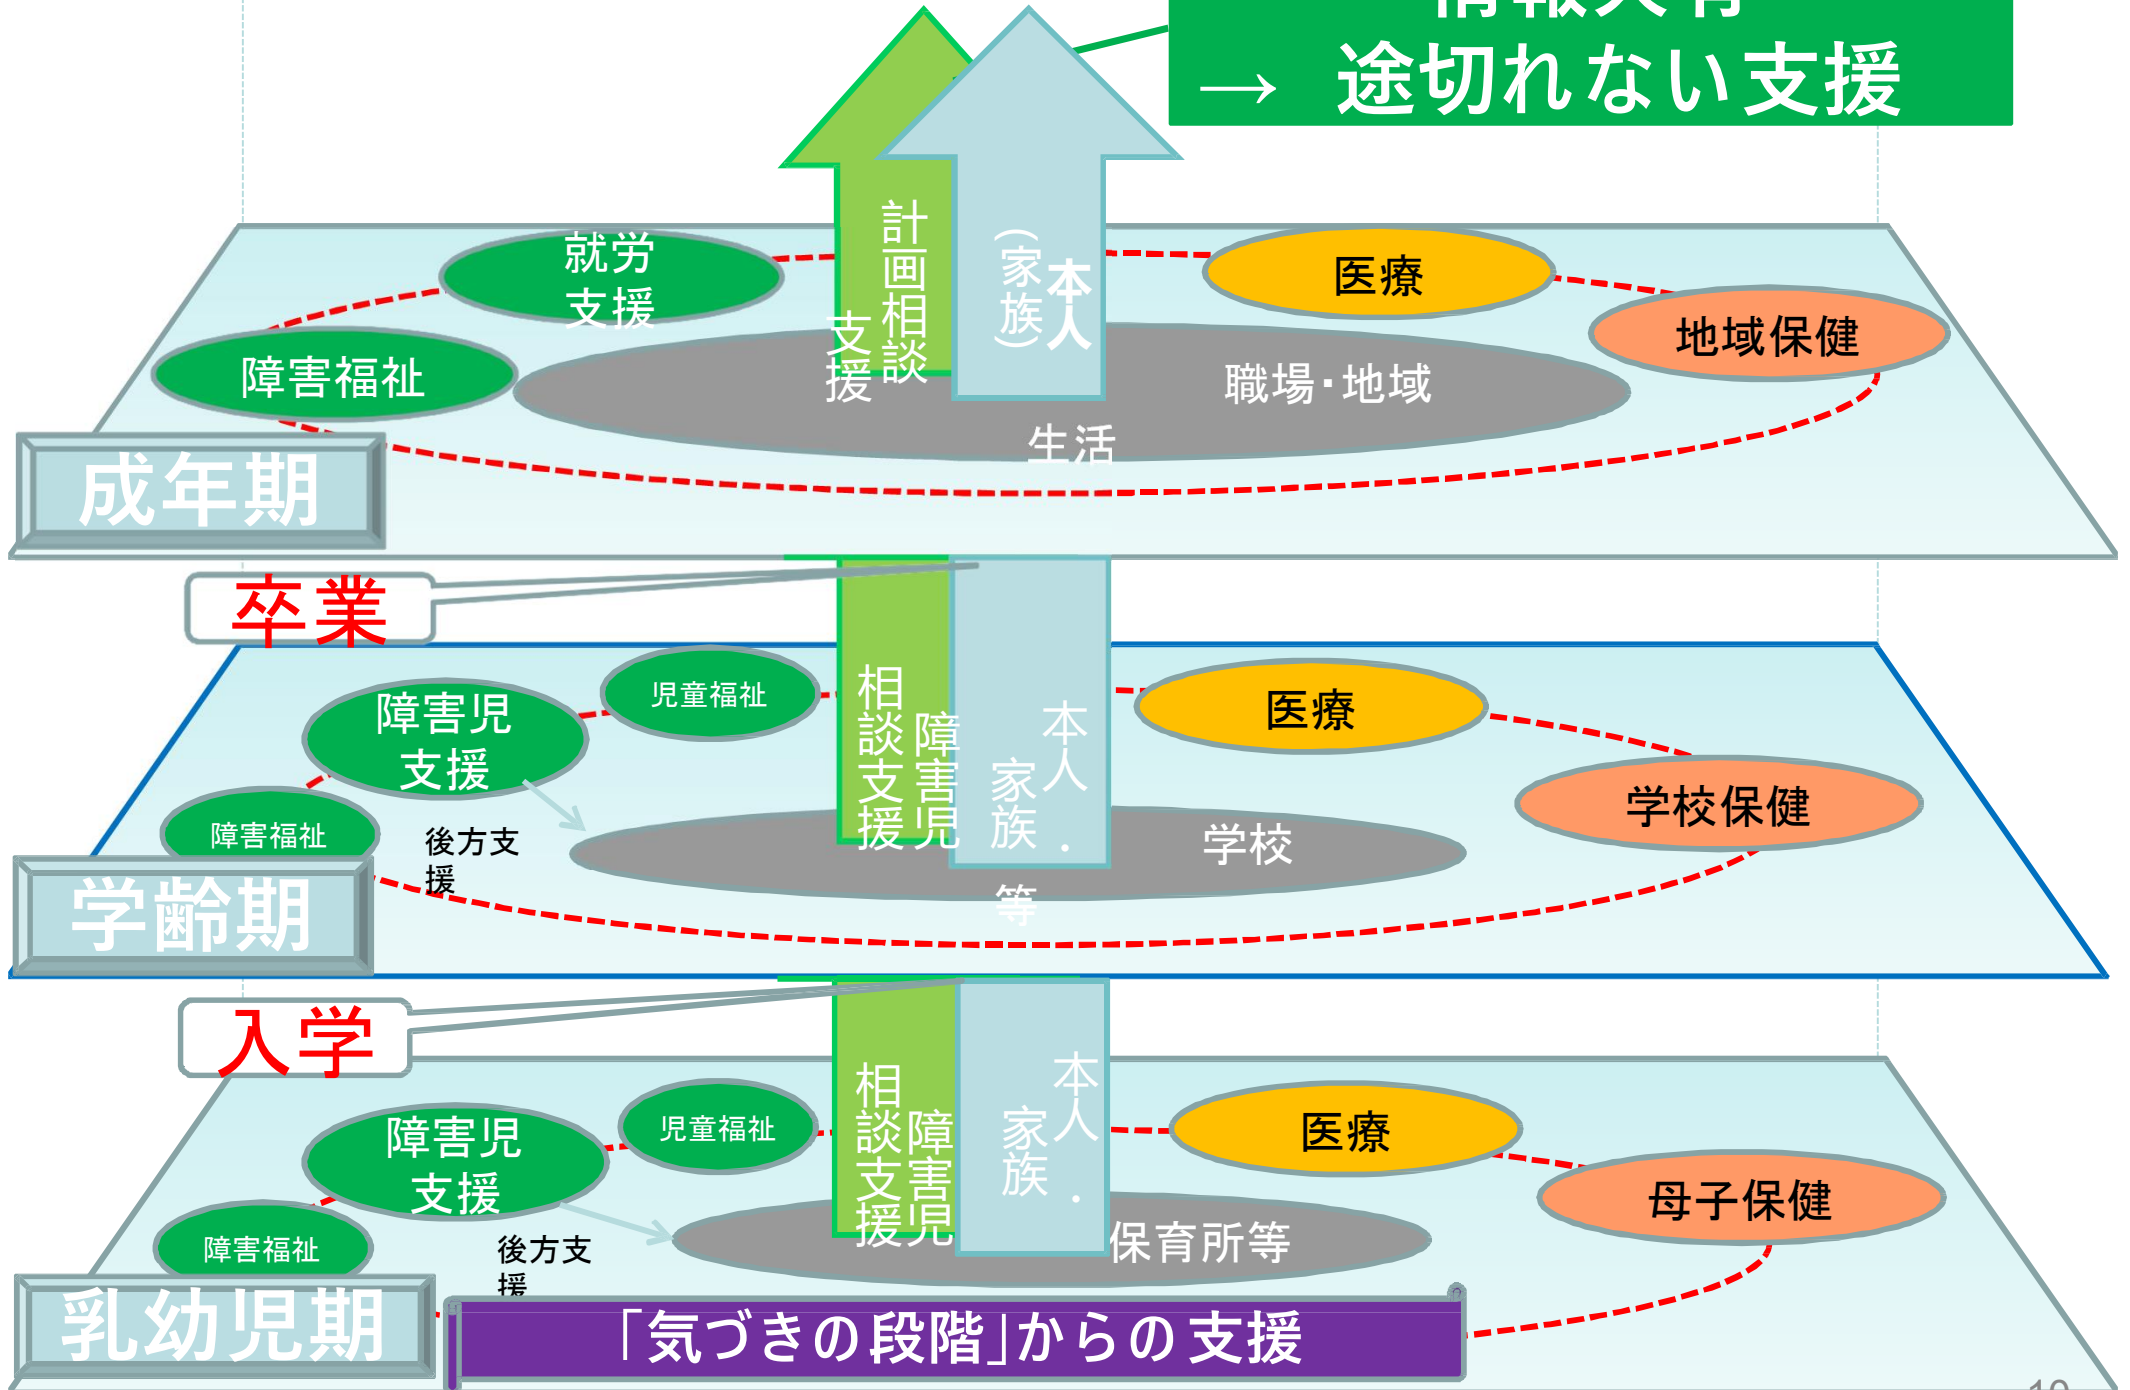 情報共有
→ 途切れない支援
就労
支援
計画相談
支援
本人
（家族）
医療
地域保健
障害福祉
職場・地域
生活
成年期
卒業
児童福祉
障害児
支援
障害児
相談支援
本人・
家族
医療
学校保健
障害福祉
後方支
援
学校
等
学齢期
入学
児童福祉
障害児
支援
障害児
相談支援
本人・
家族
医療
母子保健
障害福祉
後方支
援
保育所等
乳幼児期
「気づきの段階」からの支援